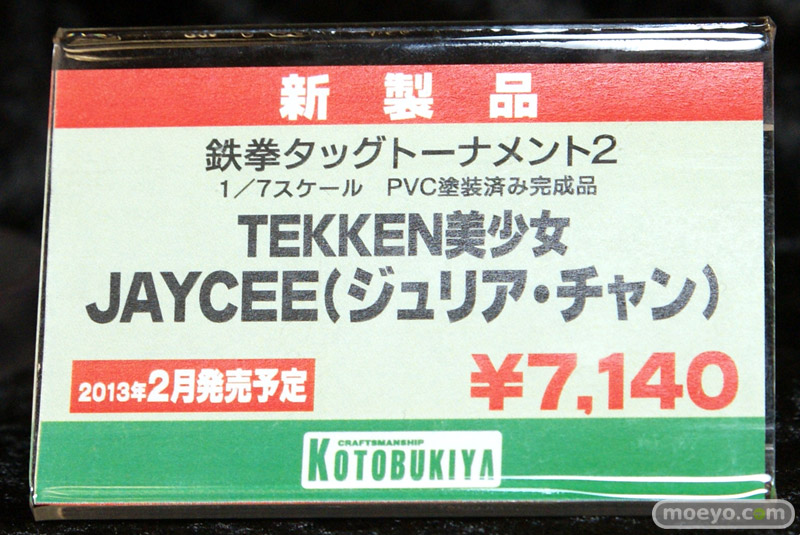 新製品
鉄拳タッグトーナメント2
1/7スケール PVC塗装済み完成品
TEKKEN美少女
JAYCEE(ジュリア・チャン)
2013年2月発売予定
¥7,140
CRAFTSMANSHIP
KOTOBUKIYA
moeyo.com